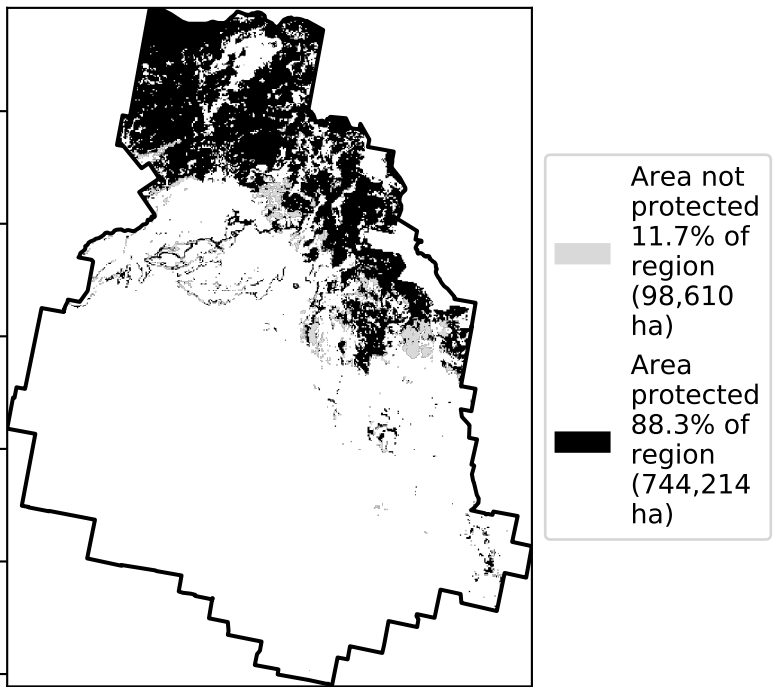 Area not
protected
11.7% of
region
(98,610
ha)
Area
protected
88.3% of
region
(744,214
ha)